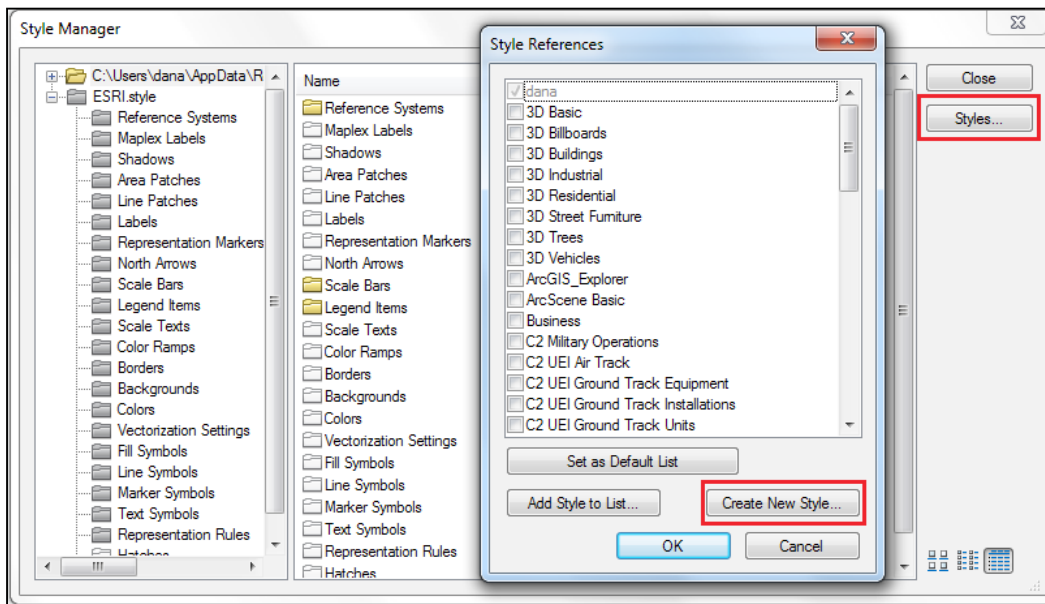 Style Manager
C:\Users\dana\AppData\R
ESRI.style
Reference Systems
Maplex Labels
Shadows
Area Patches
Line Patches
Labels
Representation Markers
North Arrows
Scale Bars
Legend Items
Scale Texts
Color Ramps
Borders
Backgrounds
Colors
Vectorization Settings
Fill Symbols
Line Symbols
Marker Symbols
Text Symbols
Representation Rules
Hatches
Name
Reference Systems
Maplex Labels
Shadows
Area Patches
Line Patches
Labels
Representation Markers
North Arrows
Scale Bars
Legend Items
Scale Texts
Color Ramps
Borders
Backgrounds
Colors
Vectorization Settings
Fill Symbols
Line Symbols
Marker Symbols
Text Symbols
Representation Rules
Hatches
Style References
dana
3D Basic
3D Billboards
3D Buildings
3D Industrial
3D Residential
3D Street Furniture
3D Trees
3D Vehicles
ArcGIS_Explorer
ArcScene Basic
Business
C2 Military Operations
C2 UEI Air Track
C2 UEI Ground Track Equipment
C2 UEI Ground Track Installations
C2 UEI Ground Track Units
Set as Default List
Add Style to List...
Create New Style...
OK
Cancel
Close
Styles...